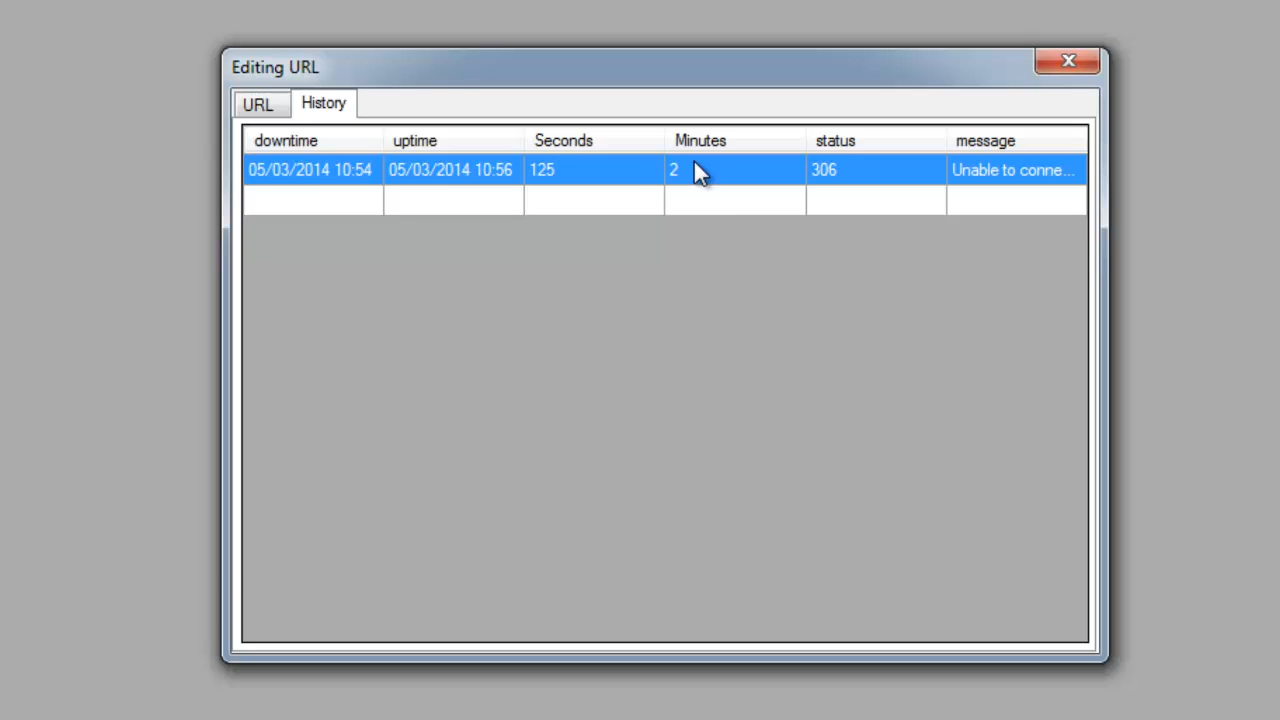 Editing URL
URL History
downtime uptime Seconds Minutes status message
05/03/2014 10:54 05/03/2014 10:56 125 2 306 Unable to conne...